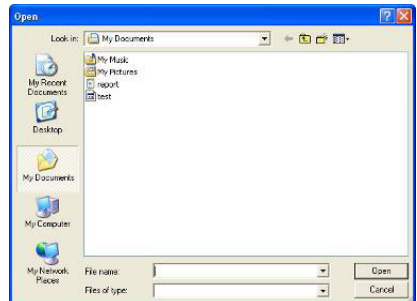 Open
Look in: My Documents
My Recent
Documents
Desktop
My Documents
My Computer
My Network
Places
My Music
My Pictures
report
test
File name: Open
Files of type: Cancel